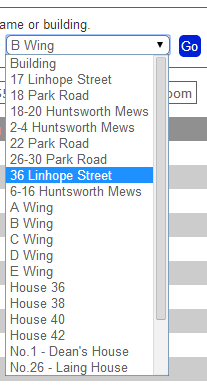 ame or building.
B Wing
Go
Building
17 Linhope Street
18 Park Road
18-20 Huntsworth Mews
2-4 Huntsworth Mews
22 Park Road
26-30 Park Road
36 Linhope Street
6-16 Huntsworth Mews
A Wing
B Wing
C Wing
D Wing
E Wing
House 36
House 38
House 40
House 42
No.1 - Dean's House
No.26 - Laing House
oom